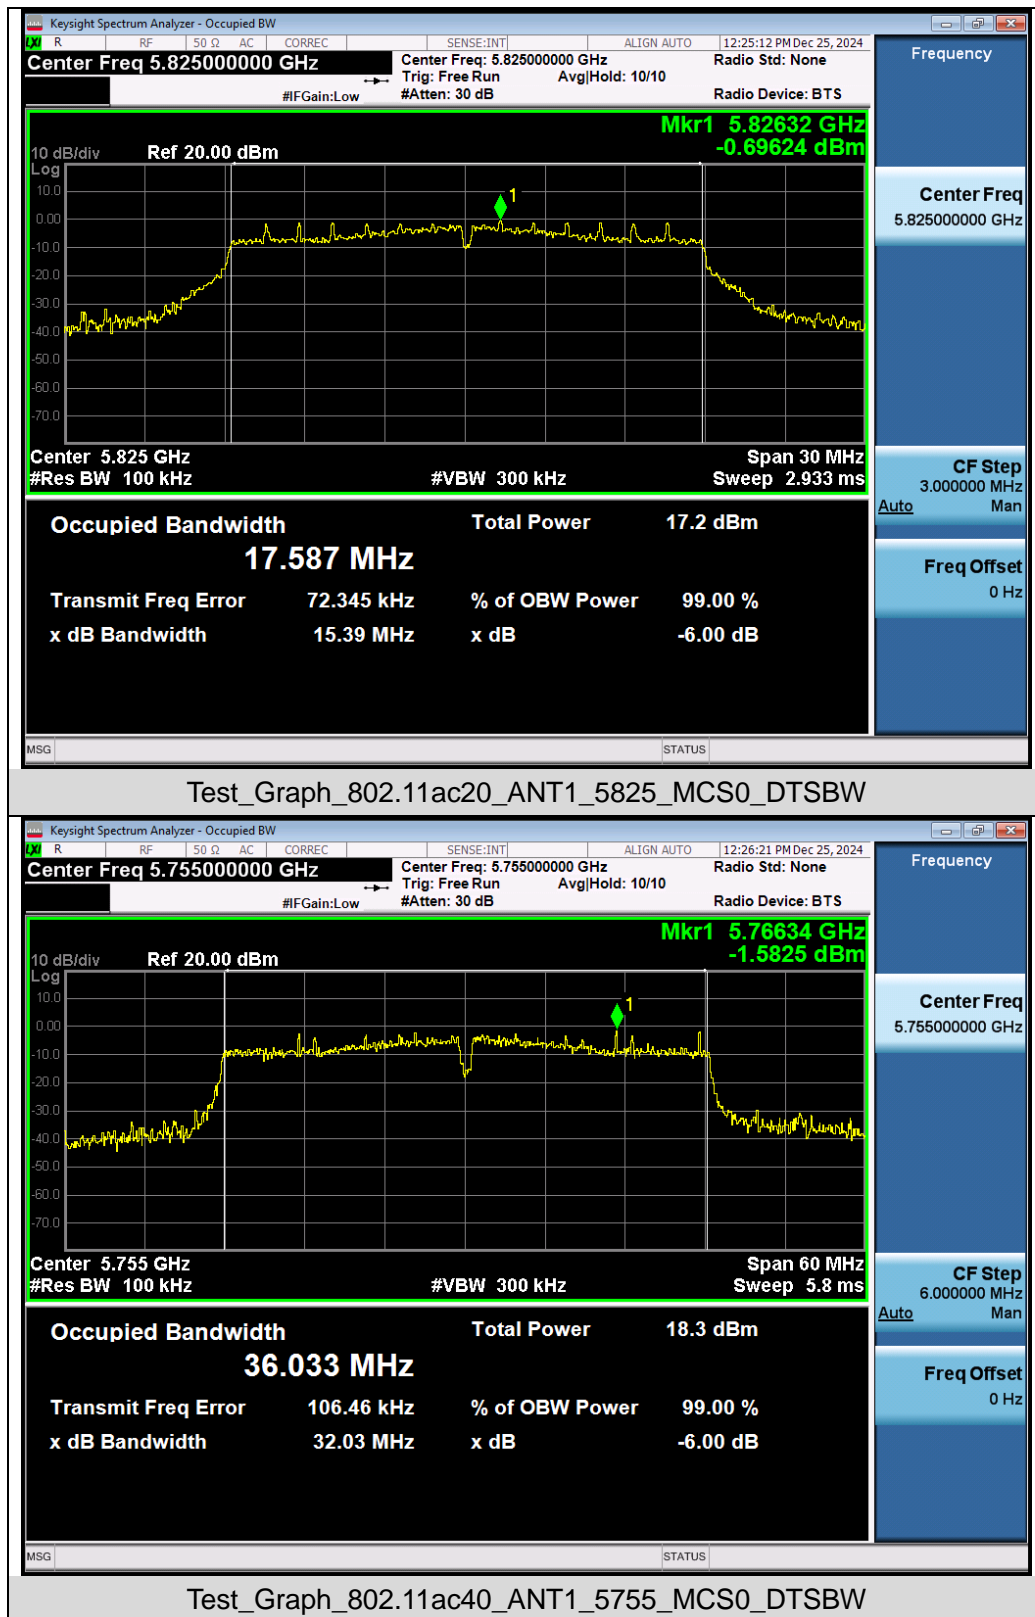 Keysight Spectrum Analyzer - Occupied BW
LXI R RF 50 Ω AC CORREC SENSE:INT ALIGN AUTO 12:25:12 PM Dec 25, 2024
Center Freq 5.825000000 GHz
Center Freq: 5.825000000 GHz Radio Std: None
Trig: Free Run Avg|Hold: 10/10
#IFGain:Low #Atten: 30 dB Radio Device: BTS
Frequency
Mkr1 5.82632 GHz
-0.69624 dBm
10 dB/div Ref 20.00 dBm
Log
10.0
0.00
-10.0
-20.0
-30.0
-40.0
-50.0
-60.0
-70.0
1
Center Freq
5.825000000 GHz
Center 5.825 GHz Span 30 MHz
#Res BW 100 kHz #VBW 300 kHz Sweep 2.933 ms
CF Step
3.000000 MHz
Auto Man
Occupied Bandwidth Total Power 17.2 dBm
17.587 MHz
Freq Offset
0 Hz
Transmit Freq Error 72.345 kHz % of OBW Power 99.00 %
x dB Bandwidth 15.39 MHz x dB -6.00 dB
MSG STATUS
Test_Graph_802.11ac20_ANT1_5825_MCS0_DTSBW
Keysight Spectrum Analyzer - Occupied BW
LXI R RF 50 Ω AC CORREC SENSE:INT ALIGN AUTO 12:26:21 PM Dec 25, 2024
Center Freq 5.755000000 GHz
Center Freq: 5.755000000 GHz Radio Std: None
Trig: Free Run Avg|Hold: 10/10
#IFGain:Low #Atten: 30 dB Radio Device: BTS
Frequency
Mkr1 5.76634 GHz
-1.5825 dBm
10 dB/div Ref 20.00 dBm
Log
10.0
0.00
-10.0
-20.0
-30.0
-40.0
-50.0
-60.0
-70.0
1
Center Freq
5.755000000 GHz
Center 5.755 GHz Span 60 MHz
#Res BW 100 kHz #VBW 300 kHz Sweep 5.8 ms
CF Step
6.000000 MHz
Auto Man
Occupied Bandwidth Total Power 18.3 dBm
36.033 MHz
Freq Offset
0 Hz
Transmit Freq Error 106.46 kHz % of OBW Power 99.00 %
x dB Bandwidth 32.03 MHz x dB -6.00 dB
MSG STATUS
Test_Graph_802.11ac40_ANT1_5755_MCS0_DTSBW